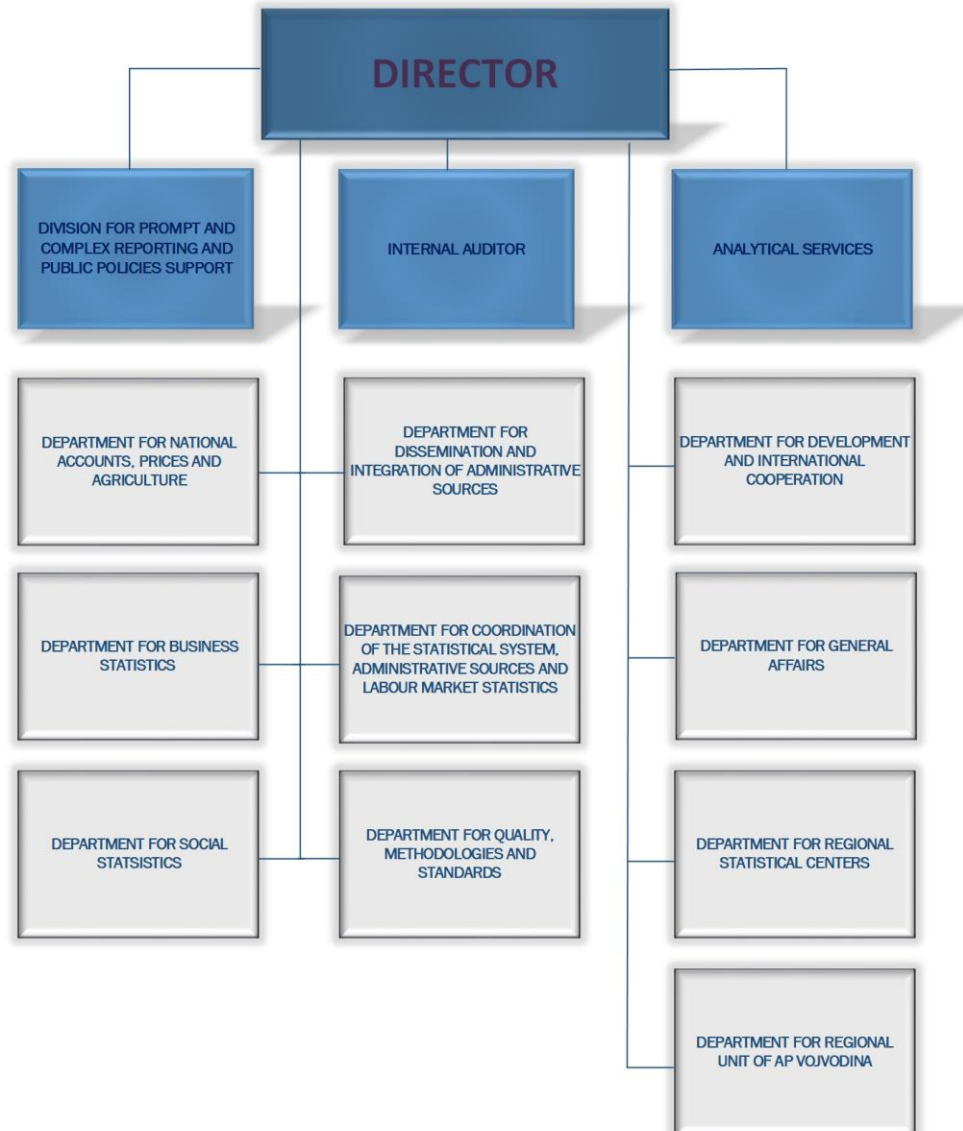 DIRECTOR
DIVISION FOR PROMPT AND
COMPLEX REPORTING AND
PUBLIC POLICIES SUPPORT
INTERNAL AUDITOR
ANALYTICAL SERVICES
DEPARTMENT FOR NATIONAL
ACCOUNTS, PRICES AND
AGRICULTURE
DEPARTMENT FOR
DISSEMINATION AND
INTEGRATION OF ADMINISTRATIVE
SOURCES
DEPARTMENT FOR DEVELOPMENT
AND INTERNATIONAL
COOPERATION
DEPARTMENT FOR BUSINESS
STATISTICS
DEPARTMENT FOR COORDINATION
OF THE STATISTICAL SYSTEM,
ADMINISTRATIVE SOURCES AND
LABOUR MARKET STATISTICS
DEPARTMENT FOR GENERAL
AFFAIRS
DEPARTMENT FOR SOCIAL
STATSISTICS
DEPARTMENT FOR QUALITY,
METHODOLOGIES AND
STANDARDS
DEPARTMENT FOR REGIONAL
STATISTICAL CENTERS
DEPARTMENT FOR REGIONAL
UNIT OF AP VOJVODINA